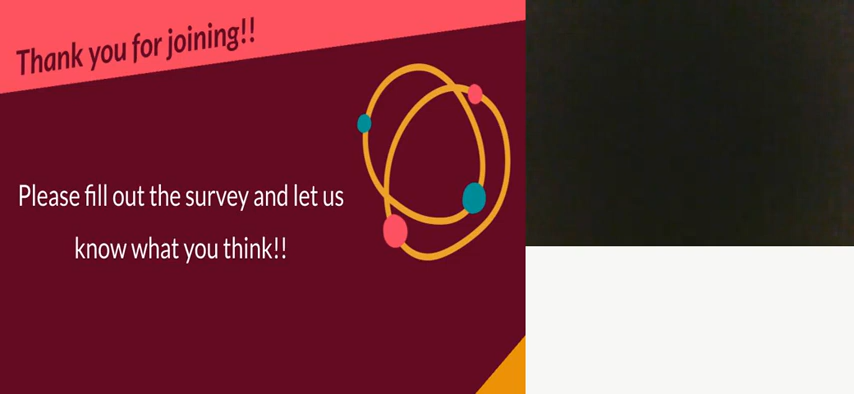 Thank you for joining!!
Please fill out the survey and let us
know what you think!!